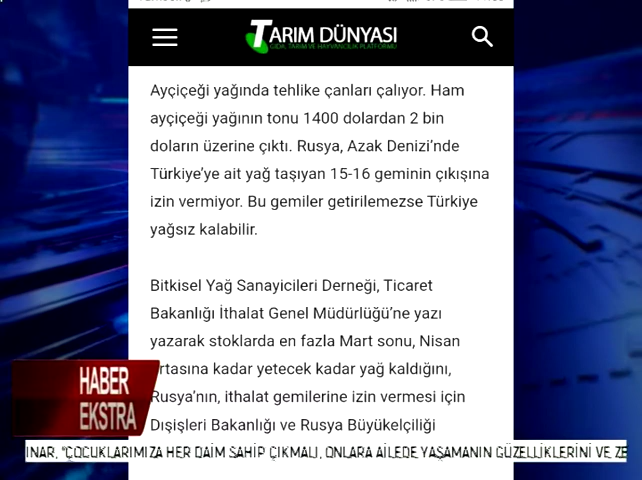 TARIM DÜNYASI
GIDA, TARIM VE HAYVANCILIK PLATFORMU
Ayçiçeği yağında tehlike çanları çalıyor. Ham
ayçiçeği yağının tonu 1400 dolardan 2 bin
doların üzerine çıktı. Rusya, Azak Denizi’nde
Türkiye’ye ait yağ taşıyan 15-16 geminin çıkışına
izin vermiyor. Bu gemiler getirilemezse Türkiye
yağsız kalabilir.
Bitkisel Yağ Sanayicileri Derneği, Ticaret
Bakanlığı İthalat Genel Müdürlüğü’ne yazı
yazarak stoklarda en fazla Mart sonu, Nisan
rtasına kadar yetecek kadar yağ kaldığını,
Rusya’nın, ithalat gemilerine izin vermesi için
Dışişleri Bakanlığı ve Rusya Büyükelçiliği
HABER
EKSTRA
INAR, "ÇOCUKLARIMIZA HER DAİM SAHİP ÇIKMALI, ONLARA AİLEDE YAŞAMANIN GÜZELLİKLERİNİ VE ZE